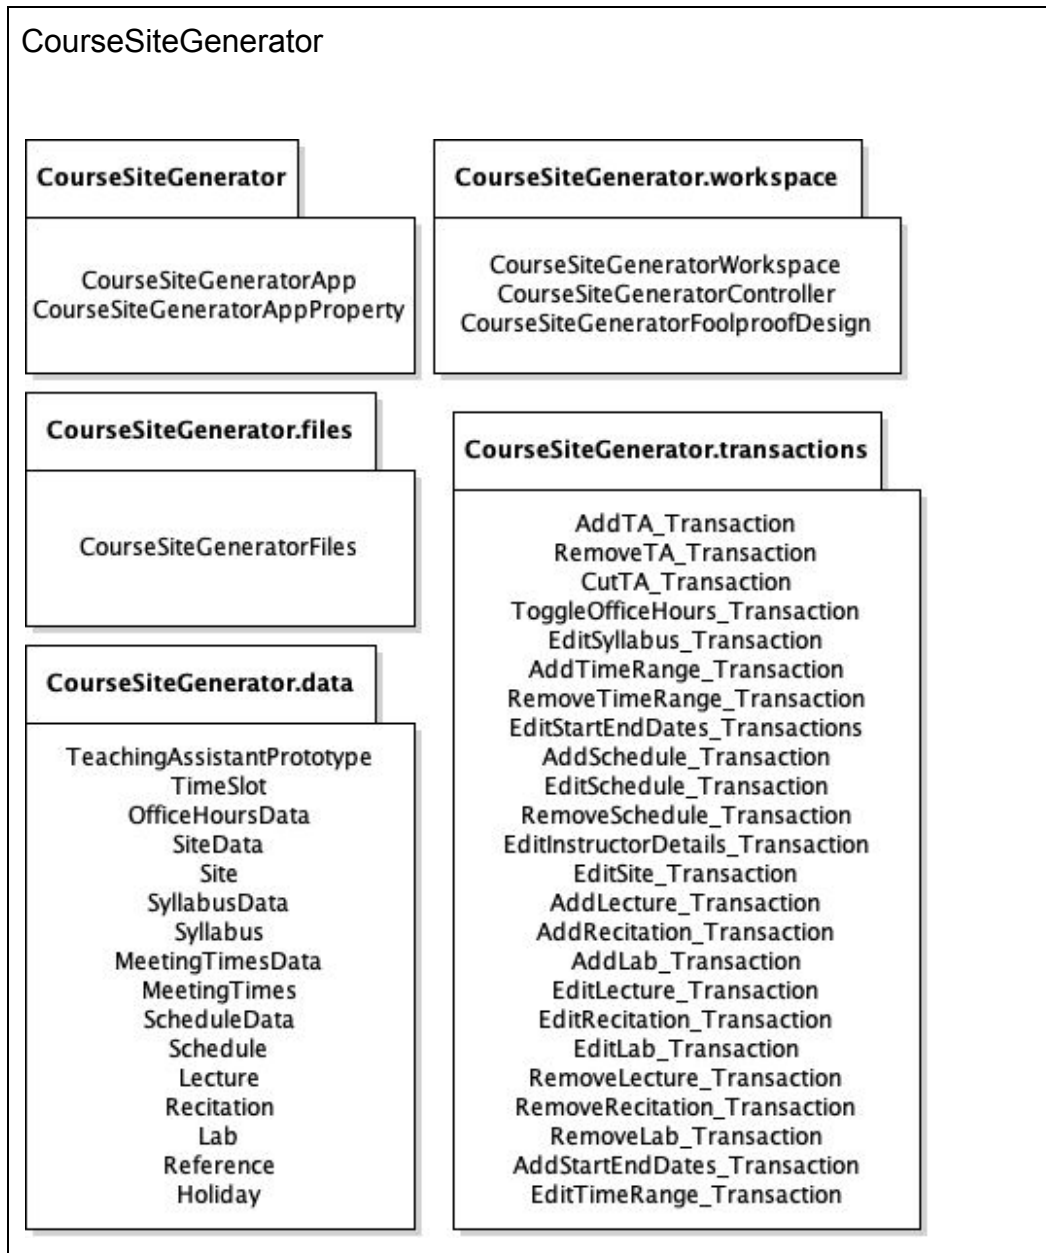 CourseSiteGenerator
CourseSiteGenerator
CourseSiteGeneratorApp
CourseSiteGeneratorAppProperty
CourseSiteGenerator.workspace
CourseSiteGeneratorWorkspace
CourseSiteGeneratorController
CourseSiteGeneratorFoolproofDesign
CourseSiteGenerator.files
CourseSiteGeneratorFiles
CourseSiteGenerator.transactions
AddTA_Transaction
RemoveTA_Transaction
CutTA_Transaction
ToggleOfficeHours_Transaction
EditSyllabus_Transaction
AddTimeRange_Transaction
RemoveTimeRange_Transaction
EditStartEndDates_Transactions
AddSchedule_Transaction
EditSchedule_Transaction
RemoveSchedule_Transaction
EditInstructorDetails_Transaction
EditSite_Transaction
AddLecture_Transaction
AddRecitation_Transaction
AddLab_Transaction
EditLecture_Transaction
EditRecitation_Transaction
EditLab_Transaction
RemoveLecture_Transaction
RemoveRecitation_Transaction
RemoveLab_Transaction
AddStartEndDates_Transaction
EditTimeRange_Transaction
CourseSiteGenerator.data
TeachingAssistantPrototype
TimeSlot
OfficeHoursData
SiteData
Site
SyllabusData
Syllabus
MeetingTimesData
MeetingTimes
ScheduleData
Schedule
Lecture
Recitation
Lab
Reference
Holiday